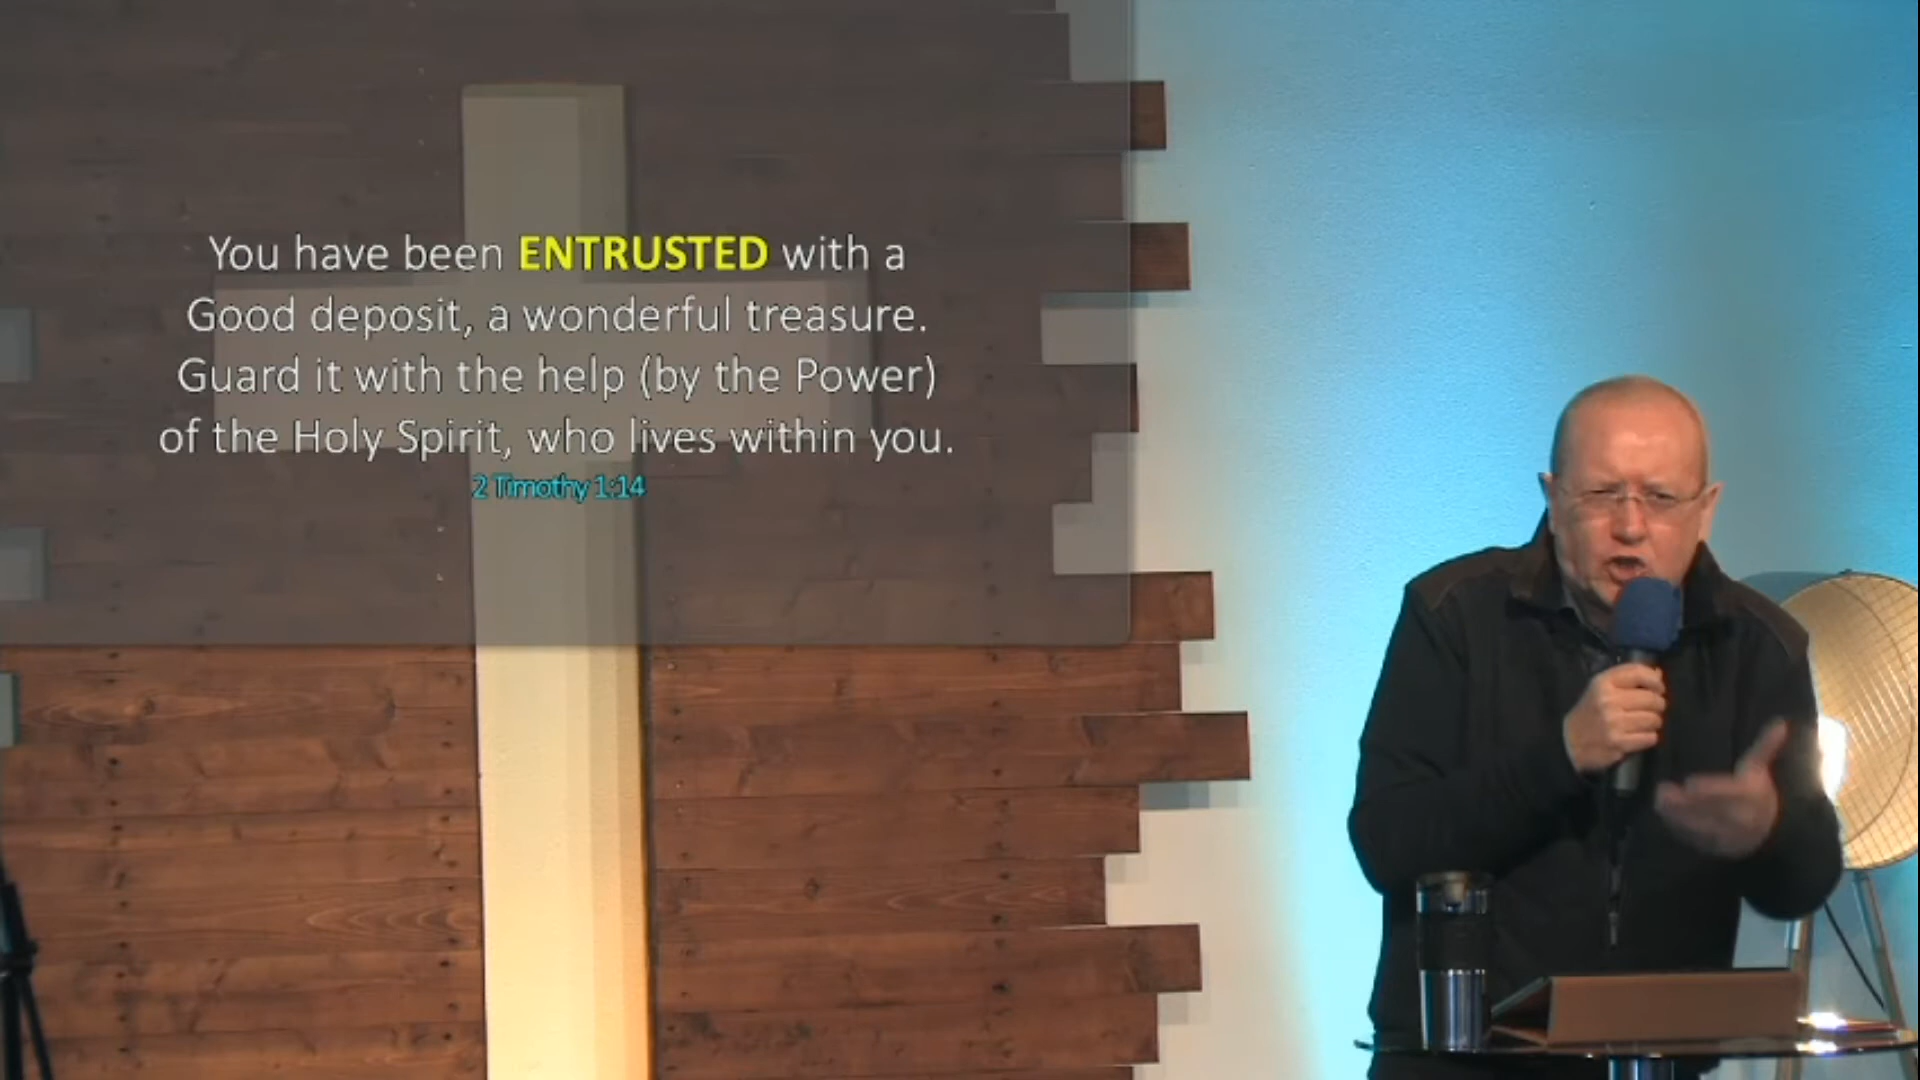 You have been ENTRUSTED with a
Good deposit, a wonderful treasure.
Guard it with the help (by the Power)
of the Holy Spirit, who lives within you.
2 Timothy 1:14